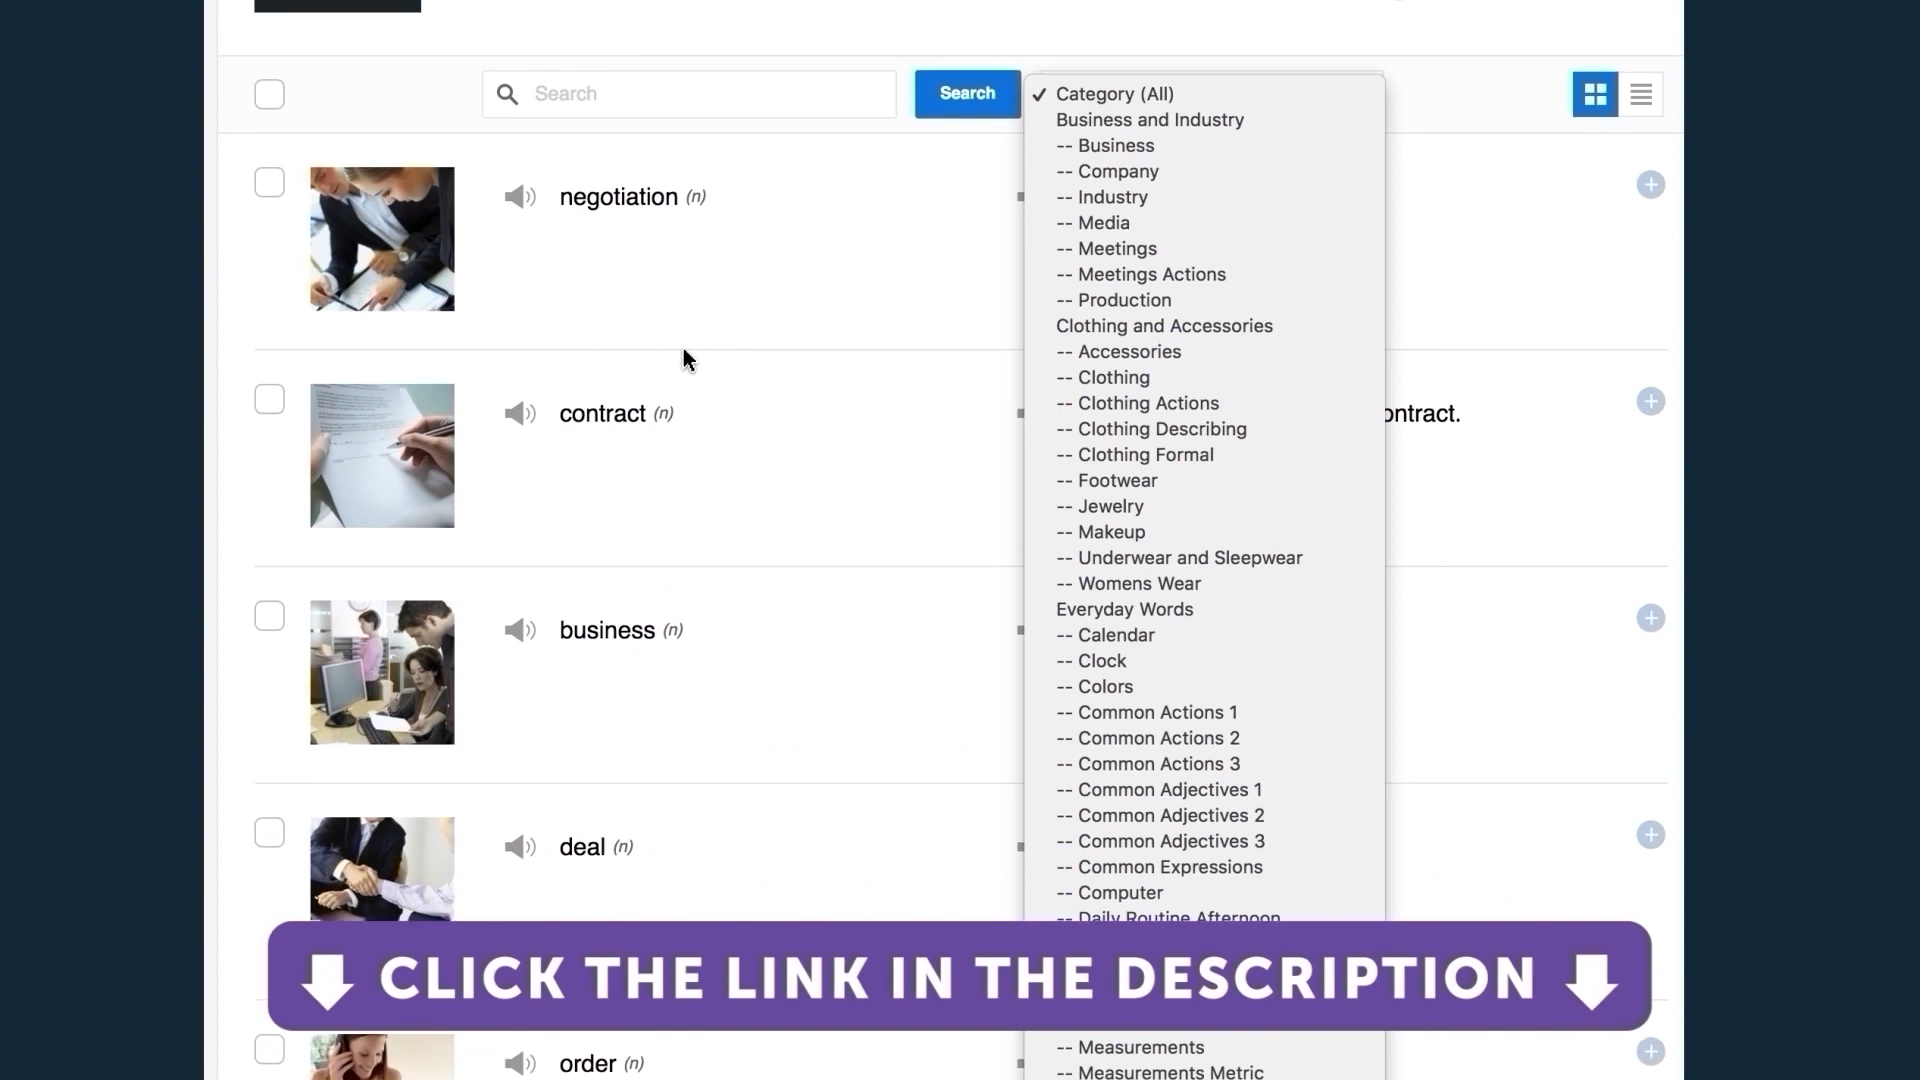 Search
Search
✓ Category (All)
Business and Industry
-- Business
-- Company
-- Industry
-- Media
-- Meetings
-- Meetings Actions
-- Production
Clothing and Accessories
-- Accessories
-- Clothing
-- Clothing Actions
-- Clothing Describing
-- Clothing Formal
-- Footwear
-- Jewelry
-- Makeup
-- Underwear and Sleepwear
-- Womens Wear
Everyday Words
-- Calendar
-- Clock
-- Colors
-- Common Actions 1
-- Common Actions 2
-- Common Actions 3
-- Common Adjectives 1
-- Common Adjectives 2
-- Common Adjectives 3
-- Common Expressions
-- Computer
-- Daily Routine Afternoon
-- Measurements
-- Measurements Metric
negotiation (n)
contract (n)
ontract.
business (n)
deal (n)
CLICK THE LINK IN THE DESCRIPTION
order (n)